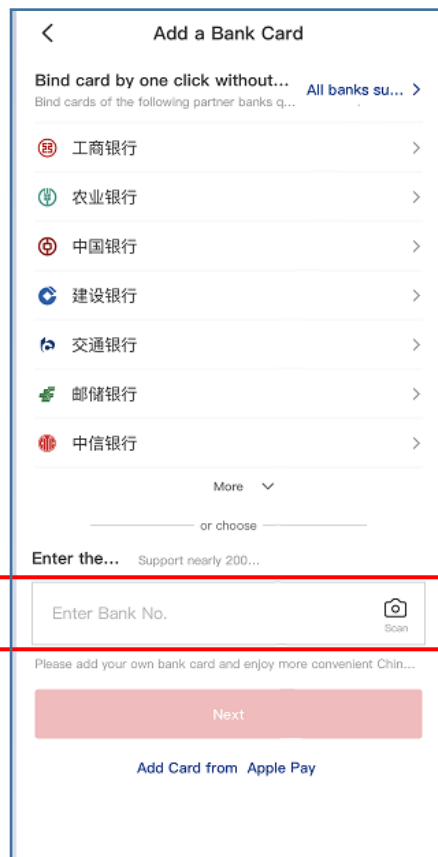 Add a Bank Card
Bind card by one click without...
All banks su...
Bind cards of the following partner banks q...
工商银行
农业银行
中国银行
建设银行
交通银行
邮储银行
中信银行
More
or choose
Enter the... Support nearly 200...
Enter Bank No.
Scan
Please add your own bank card and enjoy more convenient Chin...
Next
Add Card from Apple Pay